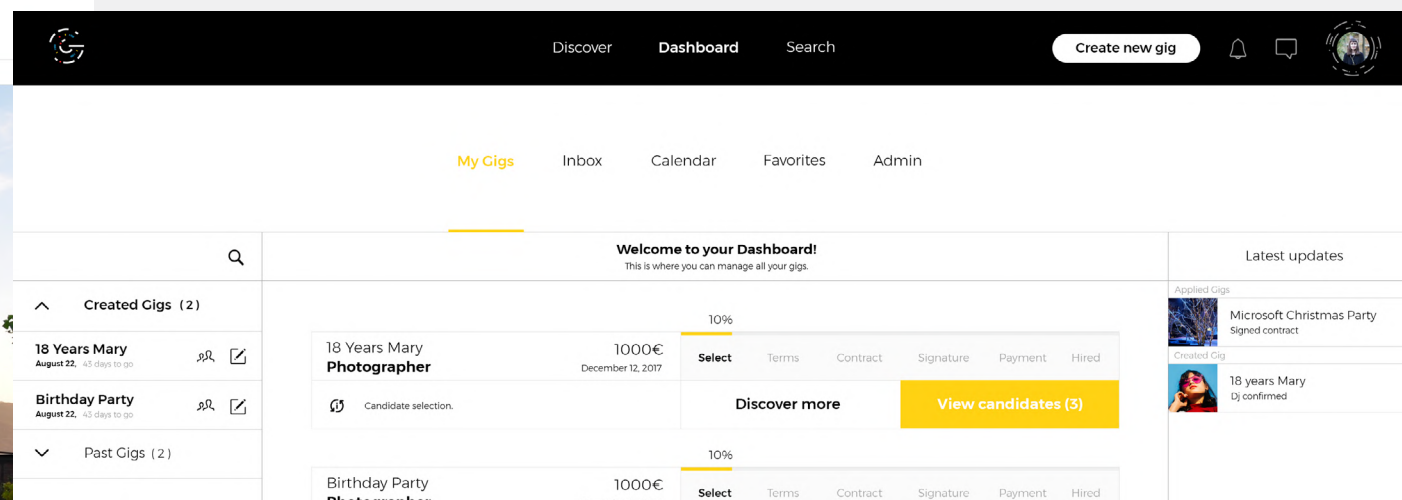 Discover Dashboard Search Create new gig
My Gigs Inbox Calendar Favorites Admin
Welcome to your Dashboard!
This is where you can manage all your gigs.
Latest updates
Created Gigs (2)
18 Years Mary
August 22, 43 days to go
Birthday Party
August 22, 43 days to go
Past Gigs (2)
10%
18 Years Mary
Photographer
1000€
December 12, 2017
Select Terms Contract Signature Payment Hired
Candidate selection.
Discover more
View candidates (3)
10%
Birthday Party
Photographer
1000€
Select Terms Contract Signature Payment Hired
Applied Gigs
Microsoft Christmas Party
Signed contract
Created Gig
18 years Mary
Dj confirmed